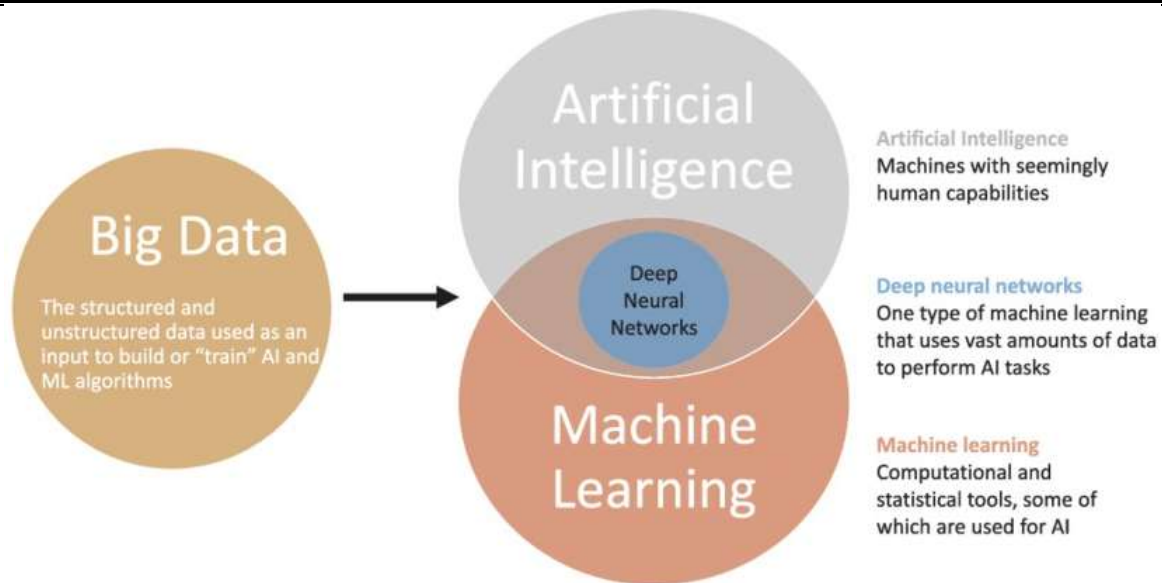 Big Data
The structured and
unstructured data used as an
input to build or “train” AI and
ML algorithms
Artificial
Intelligence
Deep
Neural
Networks
Machine
Learning
Artificial Intelligence
Machines with seemingly
human capabilities
Deep neural networks
One type of machine learning
that uses vast amounts of data
to perform AI tasks
Machine learning
Computational and
statistical tools, some of
which are used for AI